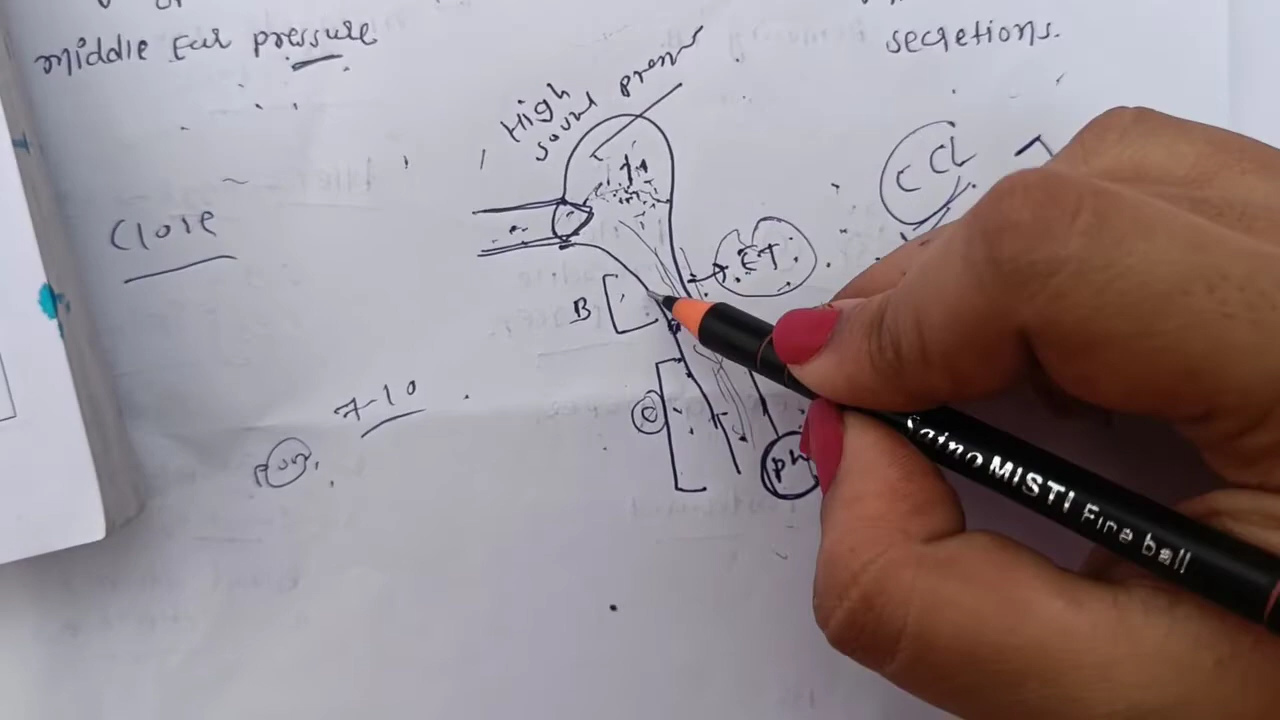 middle Ear pressure
secretions.
High
sound pressure
CCL
Close
ET
B
7-10
C
ph
Saino MISTI Fire ball